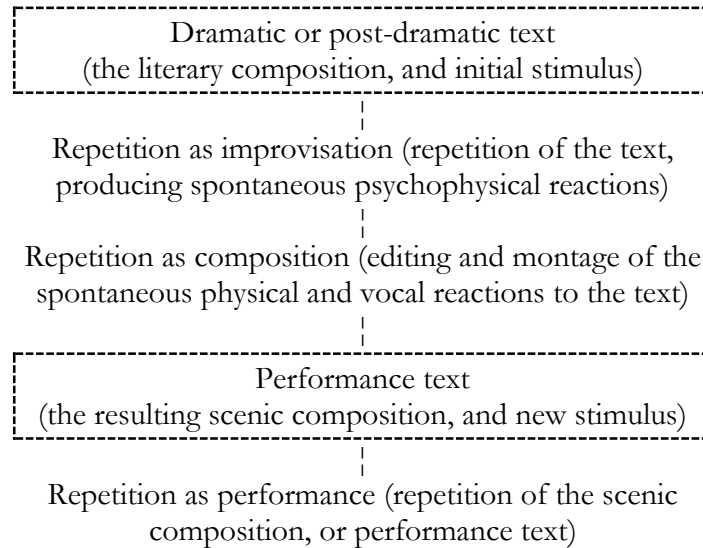 Dramatic or post-dramatic text
(the literary composition, and initial stimulus)
Repetition as improvisation (repetition of the text,
producing spontaneous psychophysical reactions)
Repetition as composition (editing and montage of the
spontaneous physical and vocal reactions to the text)
Performance text
(the resulting scenic composition, and new stimulus)
Repetition as performance (repetition of the scenic
composition, or performance text)